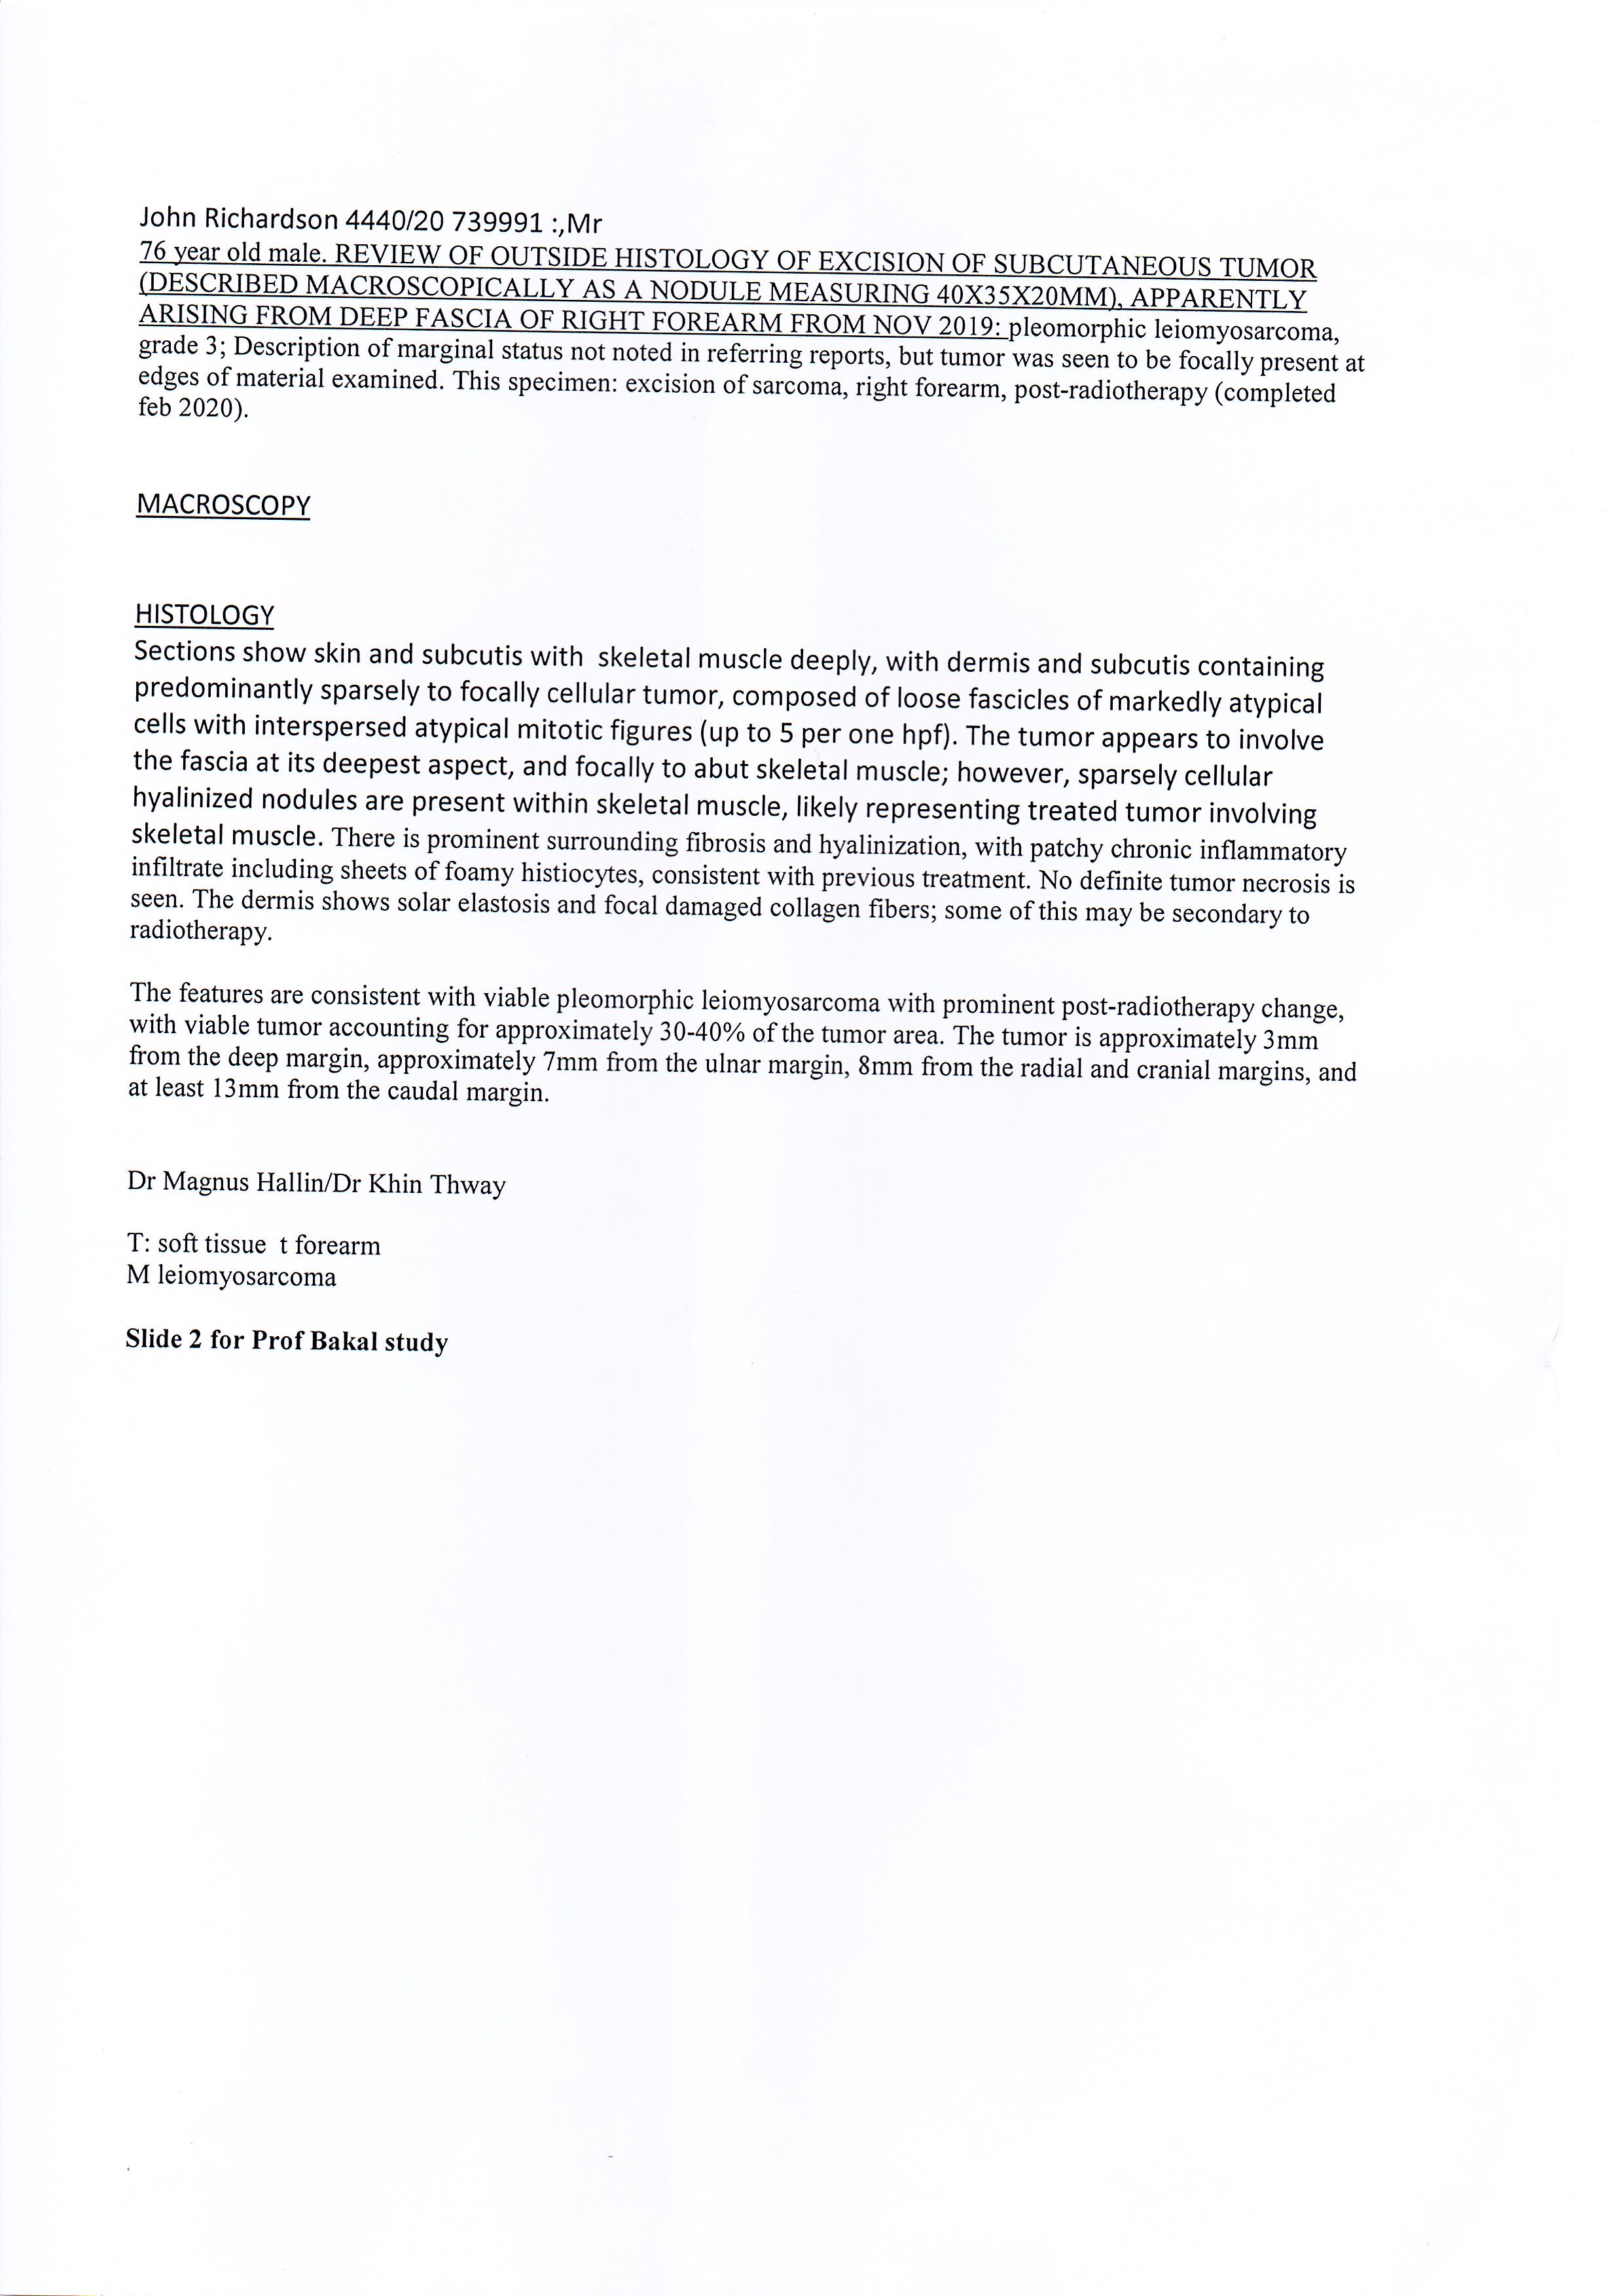 John Richardson 4440/20 739991 :,Mr
76 year old male. REVIEW OF OUTSIDE HISTOLOGY OF EXCISION OF SUBCUTANEOUS TUMOR
(DESCRIBED MACROSCOPICALLY AS A NODULE MEASURING 40X35X20MM), APPARENTLY
ARISING FROM DEEP FASCIA OF RIGHT FOREARM FROM NOV 2019: pleomorphic leiomyosarcoma,
grade 3; Description of marginal status not noted in referring reports, but tumor was seen to be focally present at
edges of material examined. This specimen: excision of sarcoma, right forearm, post-radiotherapy (completed
feb 2020).
MACROSCOPY
HISTOLOGY
Sections show skin and subcutis with  skeletal muscle deeply, with dermis and subcutis containing
predominantly sparsely to focally cellular tumor, composed of loose fascicles of markedly atypical
cells with interspersed atypical mitotic figures (up to 5 per one hpf). The tumor appears to involve
the fascia at its deepest aspect, and focally to abut skeletal muscle; however, sparsely cellular
hyalinized nodules are present within skeletal muscle, likely representing treated tumor involving
skeletal muscle. There is prominent surrounding fibrosis and hyalinization, with patchy chronic inflammatory
infiltrate including sheets of foamy histiocytes, consistent with previous treatment. No definite tumor necrosis is
seen. The dermis shows solar elastosis and focal damaged collagen fibers; some of this may be secondary to
radiotherapy.
The features are consistent with viable pleomorphic leiomyosarcoma with prominent post-radiotherapy change,
with viable tumor accounting for approximately 30-40% of the tumor area. The tumor is approximately 3mm
from the deep margin, approximately 7mm from the ulnar margin, 8mm from the radial and cranial margins, and
at least 13mm from the caudal margin.
Dr Magnus Hallin/Dr Khin Thway
T: soft tissue  t forearm
M leiomyosarcoma
Slide 2 for Prof Bakal study